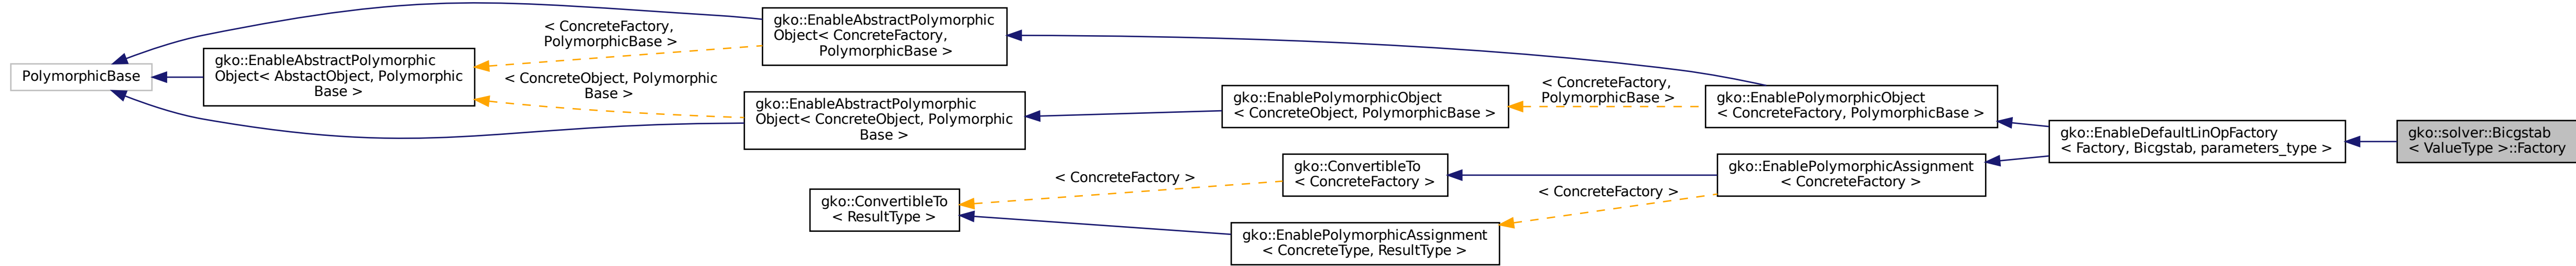 PolymorphicBase
gko::EnableAbstractPolymorphic
Object< AbstactObject, Polymorphic
Base >
< ConcreteFactory,
PolymorphicBase >
< ConcreteObject, Polymorphic
Base >
gko::EnableAbstractPolymorphic
Object< ConcreteFactory,
PolymorphicBase >
gko::EnableAbstractPolymorphic
Object< ConcreteObject, Polymorphic
Base >
gko::ConvertibleTo
< ResultType >
< ConcreteFactory >
gko::EnablePolymorphicObject
< ConcreteObject, PolymorphicBase >
gko::ConvertibleTo
< ConcreteFactory >
gko::EnablePolymorphicAssignment
< ConcreteType, ResultType >
< ConcreteFactory,
PolymorphicBase >
< ConcreteFactory >
gko::EnablePolymorphicObject
< ConcreteFactory, PolymorphicBase >
gko::EnablePolymorphicAssignment
< ConcreteFactory >
gko::EnableDefaultLinOpFactory
< Factory, Bicgstab, parameters_type >
gko::solver::Bicgstab
< ValueType >::Factory